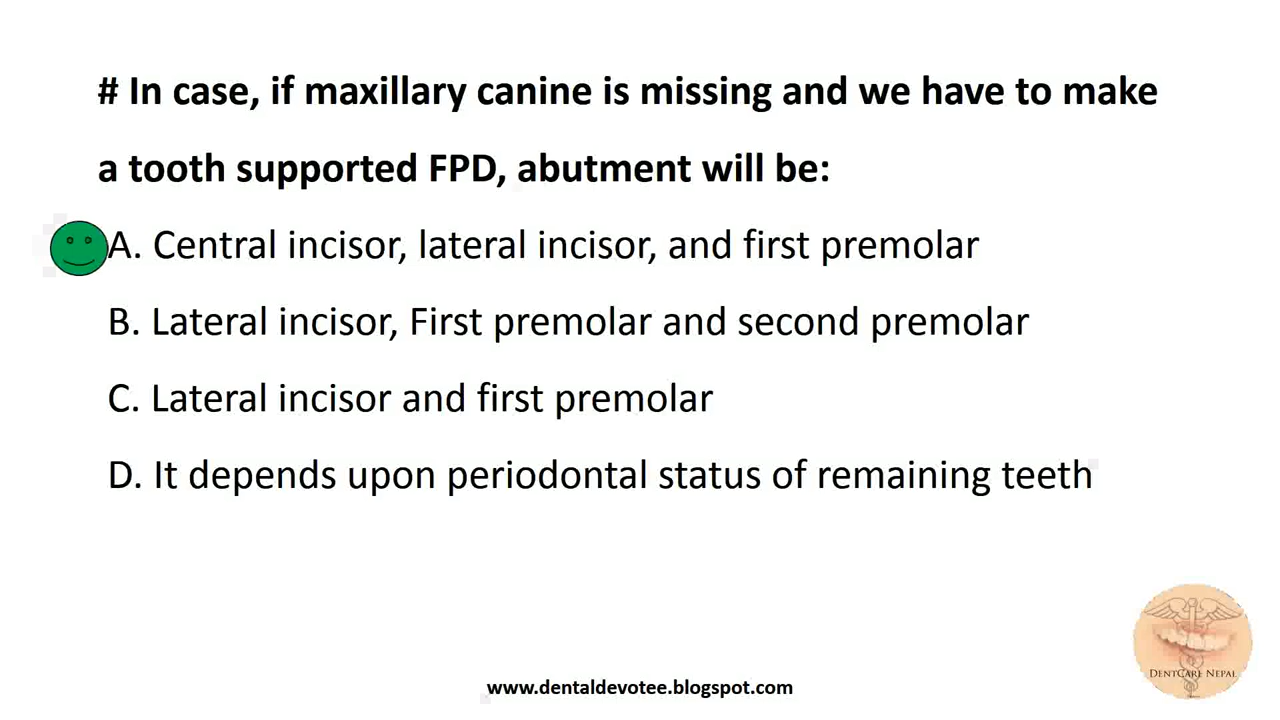 # In case, if maxillary canine is missing and we have to make
a tooth supported FPD, abutment will be:
A. Central incisor, lateral incisor, and first premolar
B. Lateral incisor, First premolar and second premolar
C. Lateral incisor and first premolar
D. It depends upon periodontal status of remaining teeth
DENTCARE NEPAL
www.dentaldevotee.blogspot.com